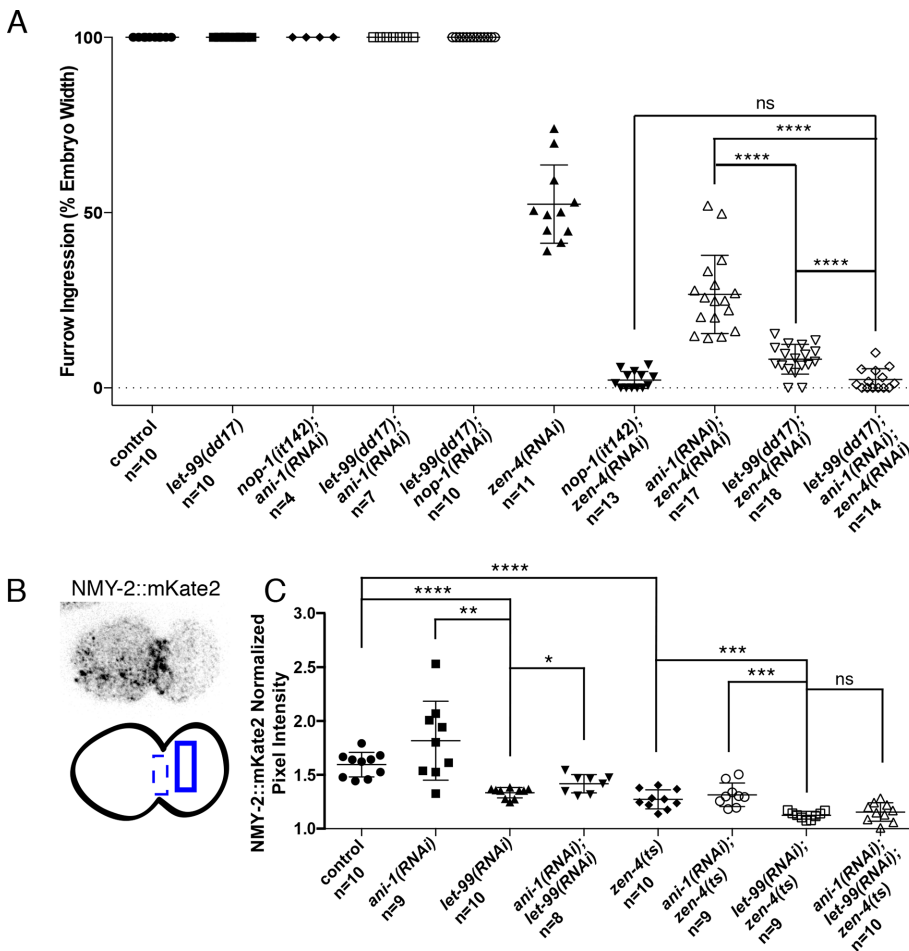 A
Furrow Ingression (% Embryo Width)
100
50
0
ns
****
****
****
control
n=10
let-99(dd17)
n=10
nop-1(it142);
ani-1(RNAi)
n=4
let-99(dd17);
ani-1(RNAi)
n=7
let-99(dd17);
nop-1(RNAi)
n=10
zen-4(RNAi)
n=11
nop-1(it142);
zen-4(RNAi)
n=13
ani-1(RNAi);
zen-4(RNAi)
n=17
let-99(dd17);
zen-4(RNAi)
n=18
let-99(dd17);
ani-1(RNAi);
zen-4(RNAi)
n=14
B
NMY-2::mKate2
C
NMY-2::mKate2 Normalized
Pixel Intensity
3.0
2.5
2.0
1.5
1.0
****
****
**
*
***
***
ns
control
n=10
ani-1(RNAi)
n=9
let-99(RNAi)
n=10
ani-1(RNAi);
let-99(RNAi)
n=8
zen-4(ts)
n=10
ani-1(RNAi);
zen-4(ts)
n=9
let-99(RNAi);
zen-4(ts)
n=9
ani-1(RNAi);
let-99(RNAi);
zen-4(ts)
n=10